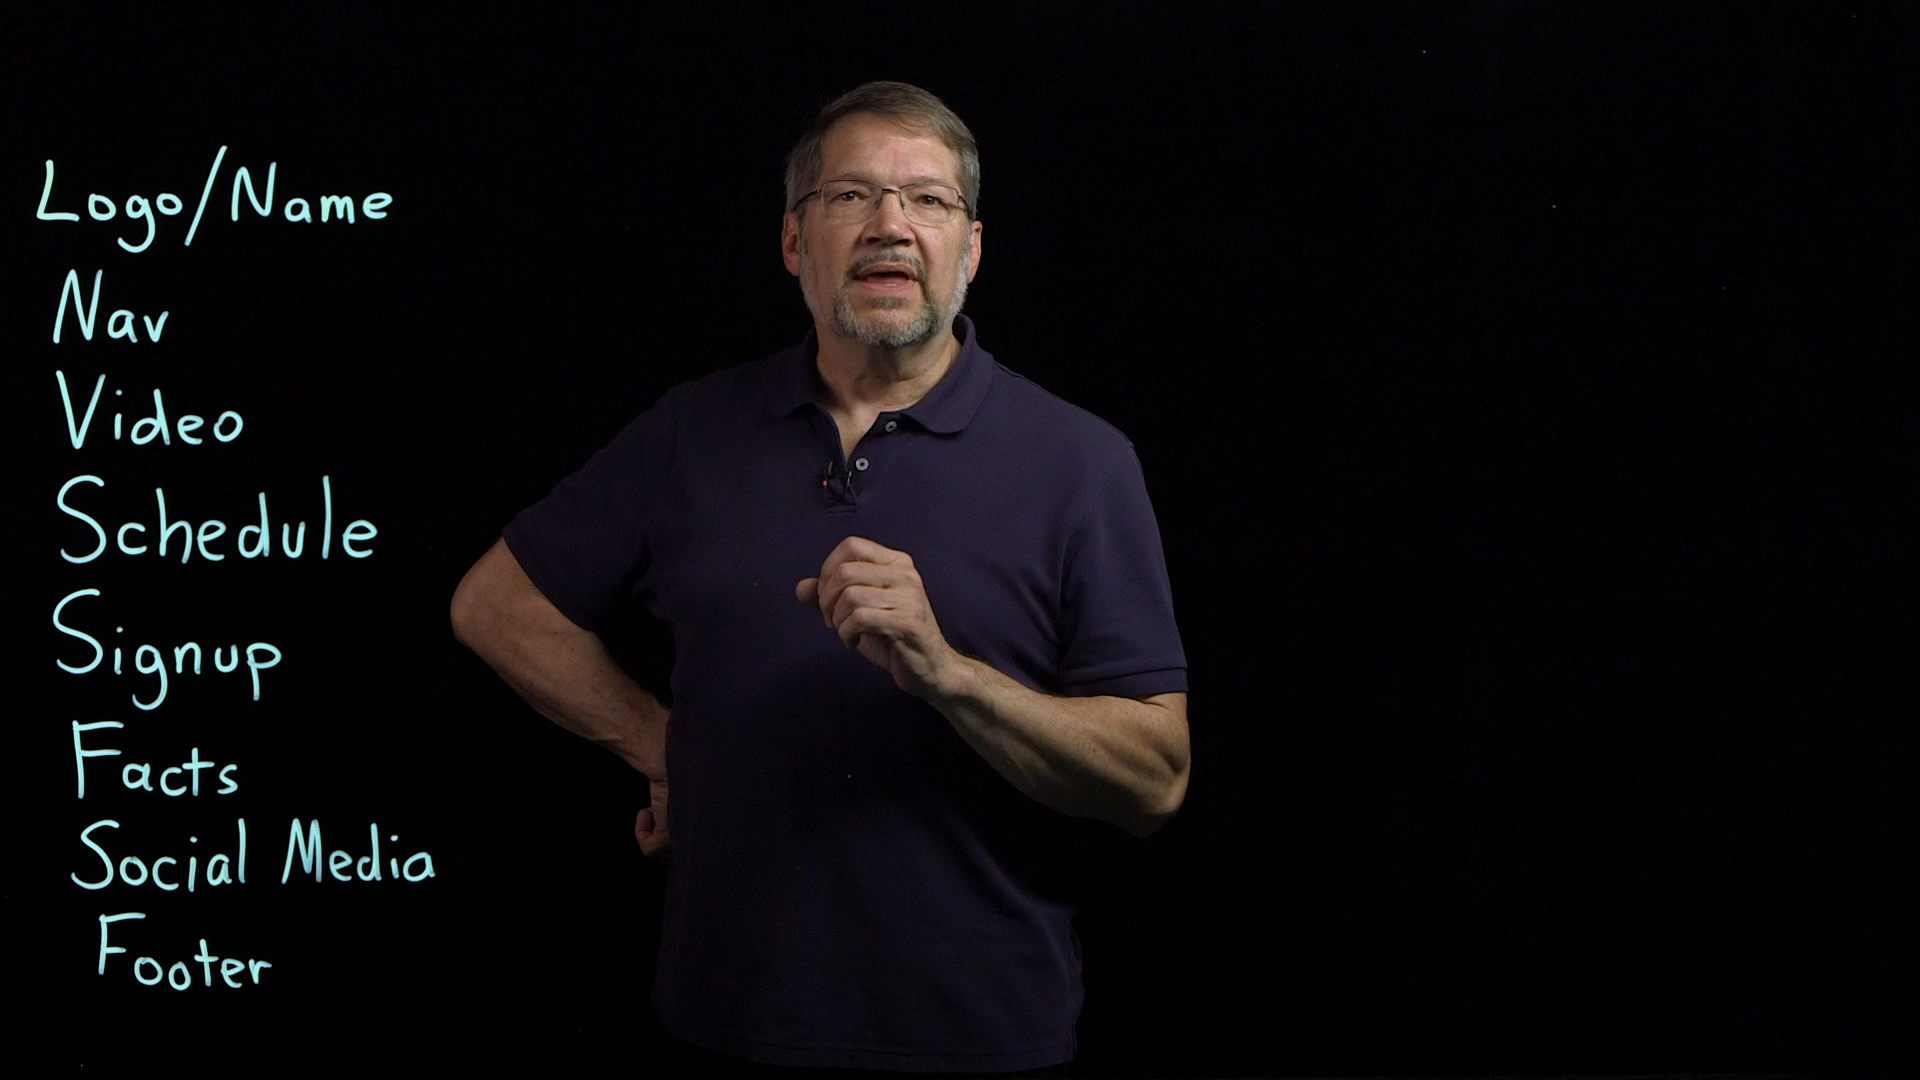 Logo/Name
Nav
Video
Schedule
Signup
Facts
Social Media
Footer